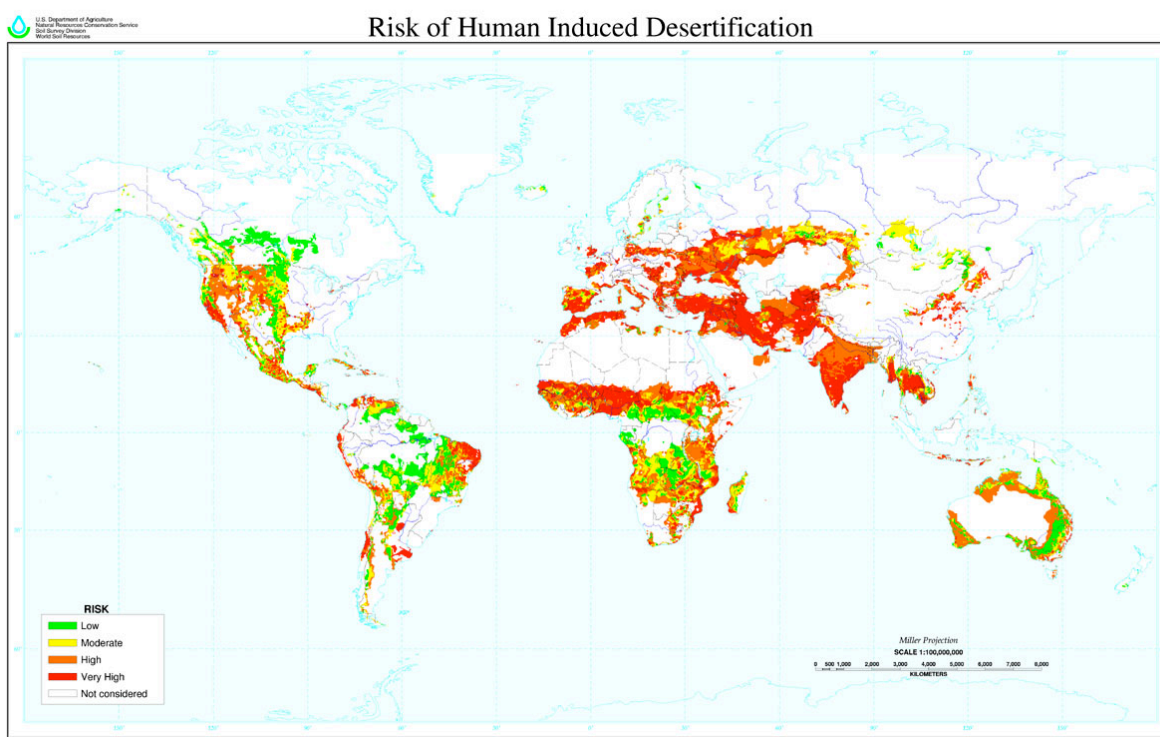 U.S. Department of Agriculture
Natural Resources Conservation Service
Soil Survey Division
World Soil Resources
Risk of Human Induced Desertification
RISK
Low
Moderate
High
Very High
Not considered
Miller Projection
SCALE 1:100,000,000
0 500 1,000 2,000 3,000 4,000 5,000 6,000 7,000 8,000
KILOMETERS